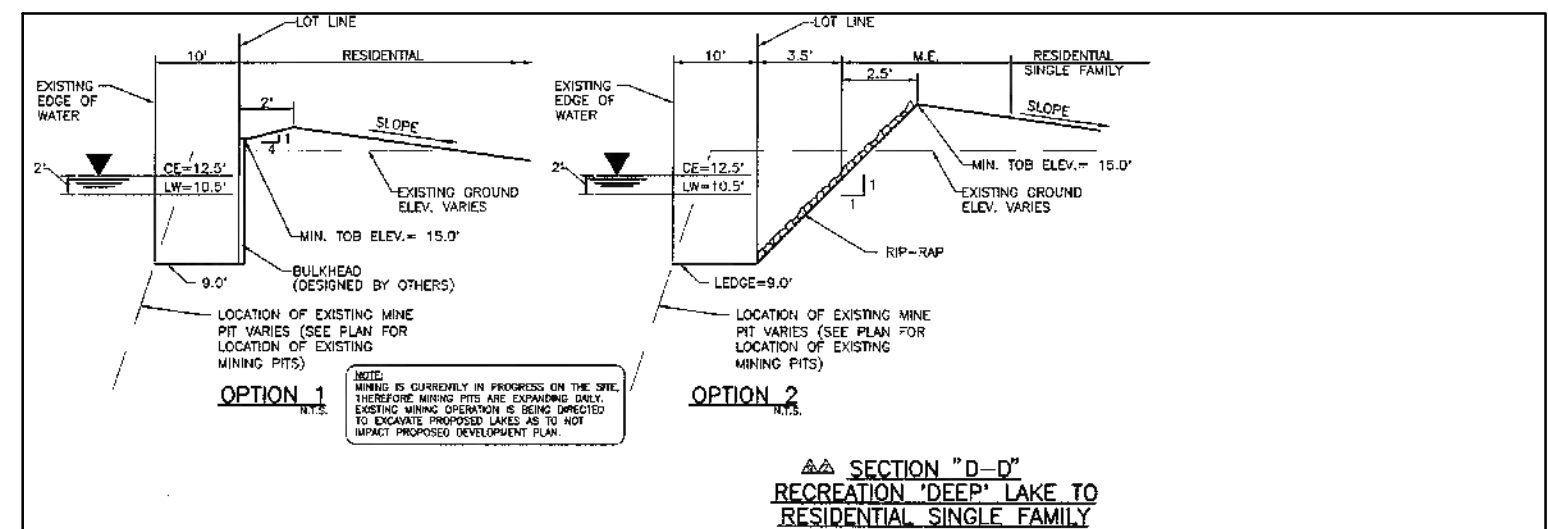 LOT LINE
10'
RESIDENTIAL
EXISTING
EDGE OF
WATER
2'
SLOPE
1
4
2'
CE=12.5'
LW=10.5'
EXISTING GROUND
ELEV. VARIES
MIN. TOB ELEV.= 15.0'
BULKHEAD
(DESIGNED BY OTHERS)
9.0'
LOCATION OF EXISTING MINE
PIT VARIES (SEE PLAN FOR
LOCATION OF EXISTING
MINING PITS)
OPTION 1
N.T.S.
NOTE:
MINING IS CURRENTLY IN PROGRESS ON THE SITE,
THEREFORE MINING PITS ARE EXPANDING DAILY.
EXISTING MINING OPERATION IS BEING DIRECTED
TO EXCAVATE PROPOSED LAKES AS TO NOT
IMPACT PROPOSED DEVELOPMENT PLAN.
LOT LINE
10'
3.5'
M.E.
RESIDENTIAL
SINGLE FAMILY
2.5'
EXISTING
EDGE OF
WATER
SLOPE
2'
CE=12.5'
LW=10.5'
MIN. TOB ELEV.= 15.0'
1
1
EXISTING GROUND
ELEV. VARIES
RIP-RAP
LEDGE=9.0'
LOCATION OF EXISTING MINE
PIT VARIES (SEE PLAN FOR
LOCATION OF EXISTING
MINING PITS)
OPTION 2
N.T.S.
SECTION "D-D"
RECREATION 'DEEP' LAKE TO
RESIDENTIAL SINGLE FAMILY